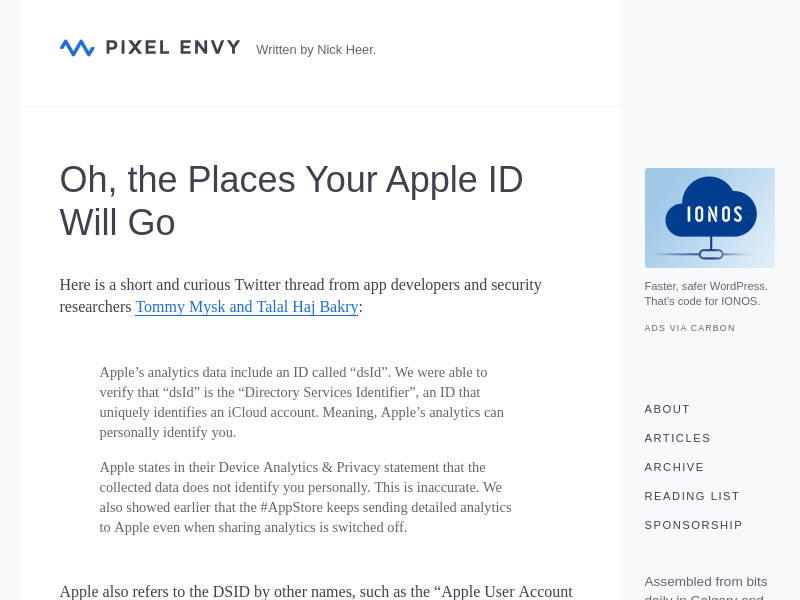 PIXEL ENVY Written by Nick Heer.
Oh, the Places Your Apple ID
Will Go
Here is a short and curious Twitter thread from app developers and security
researchers Tommy Mysk and Talal Haj Bakry:
Apple’s analytics data include an ID called “dsId”. We were able to
verify that “dsId” is the “Directory Services Identifier”, an ID that
uniquely identifies an iCloud account. Meaning, Apple’s analytics can
personally identify you.
Apple states in their Device Analytics & Privacy statement that the
collected data does not identify you personally. This is inaccurate. We
also showed earlier that the #AppStore keeps sending detailed analytics
to Apple even when sharing analytics is switched off.
Apple also refers to the DSID by other names, such as the “Apple User Account
IONOS
Faster, safer WordPress.
That's code for IONOS.
ADS VIA CARBON
ABOUT
ARTICLES
ARCHIVE
READING LIST
SPONSORSHIP
Assembled from bits
daily in Calgary and